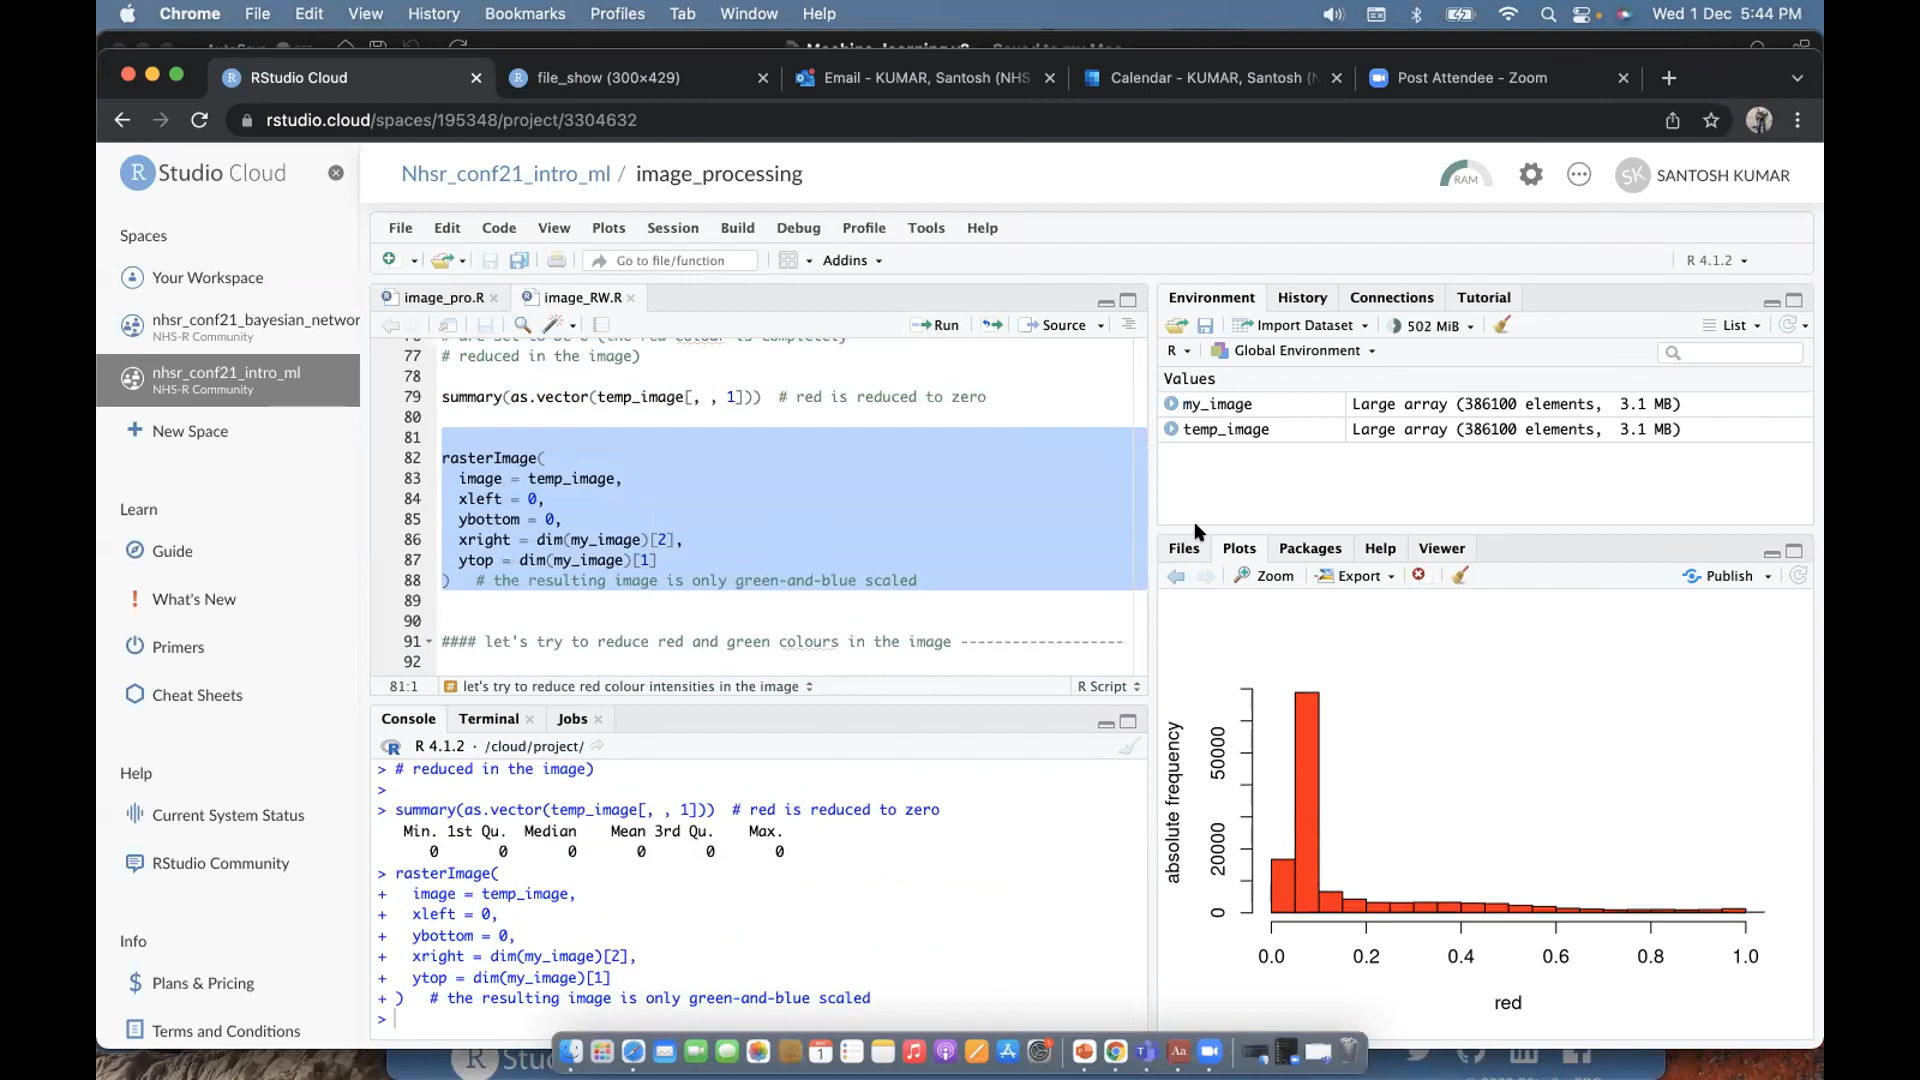 Chrome File Edit View History Bookmarks Profiles Tab Window Help Wed 1 Dec 5:44 PM
RStudio Cloud file_show (300×429) Email - KUMAR, Santosh (NHS Calendar - KUMAR, Santosh (N Post Attendee - Zoom
rstudio.cloud/spaces/195348/project/3304632
R Studio Cloud
Nhsr_conf21_intro_ml / image_processing
RAM
SK SANTOSH KUMAR
Spaces
Your Workspace
nhsr_conf21_bayesian_networ
NHS-R Community
nhsr_conf21_intro_ml
NHS-R Community
New Space
Learn
Guide
What's New
Primers
Cheat Sheets
Help
Current System Status
RStudio Community
Info
Plans & Pricing
Terms and Conditions
File Edit Code View Plots Session Build Debug Profile Tools Help
Go to file/function Addins R 4.1.2
image_pro.R image_RW.R
Run Source
77 # reduced in the image)
78
79 summary(as.vector(temp_image[, , 1])) # red is reduced to zero
80
81
82 rasterImage(
83 image = temp_image,
84 xleft = 0,
85 ybottom = 0,
86 xright = dim(my_image)[2],
87 ytop = dim(my_image)[1]
88 ) # the resulting image is only green-and-blue scaled
89
90
91 #### let's try to reduce red and green colours in the image -------------------
92
81:1 # let's try to reduce red colour intensities in the image R Script
Console Terminal Jobs
R 4.1.2 · /cloud/project/
> # reduced in the image)
>
> summary(as.vector(temp_image[, , 1])) # red is reduced to zero
Min. 1st Qu. Median Mean 3rd Qu. Max.
0 0 0 0 0 0
> rasterImage(
+ image = temp_image,
+ xleft = 0,
+ ybottom = 0,
+ xright = dim(my_image)[2],
+ ytop = dim(my_image)[1]
+ ) # the resulting image is only green-and-blue scaled
>
Environment History Connections Tutorial
Import Dataset 502 MiB List
R Global Environment
Values
my_image Large array (386100 elements, 3.1 MB)
temp_image Large array (386100 elements, 3.1 MB)
Files Plots Packages Help Viewer
Zoom Export Publish
absolute frequency
50000
20000
0
0.0 0.2 0.4 0.6 0.8 1.0
red